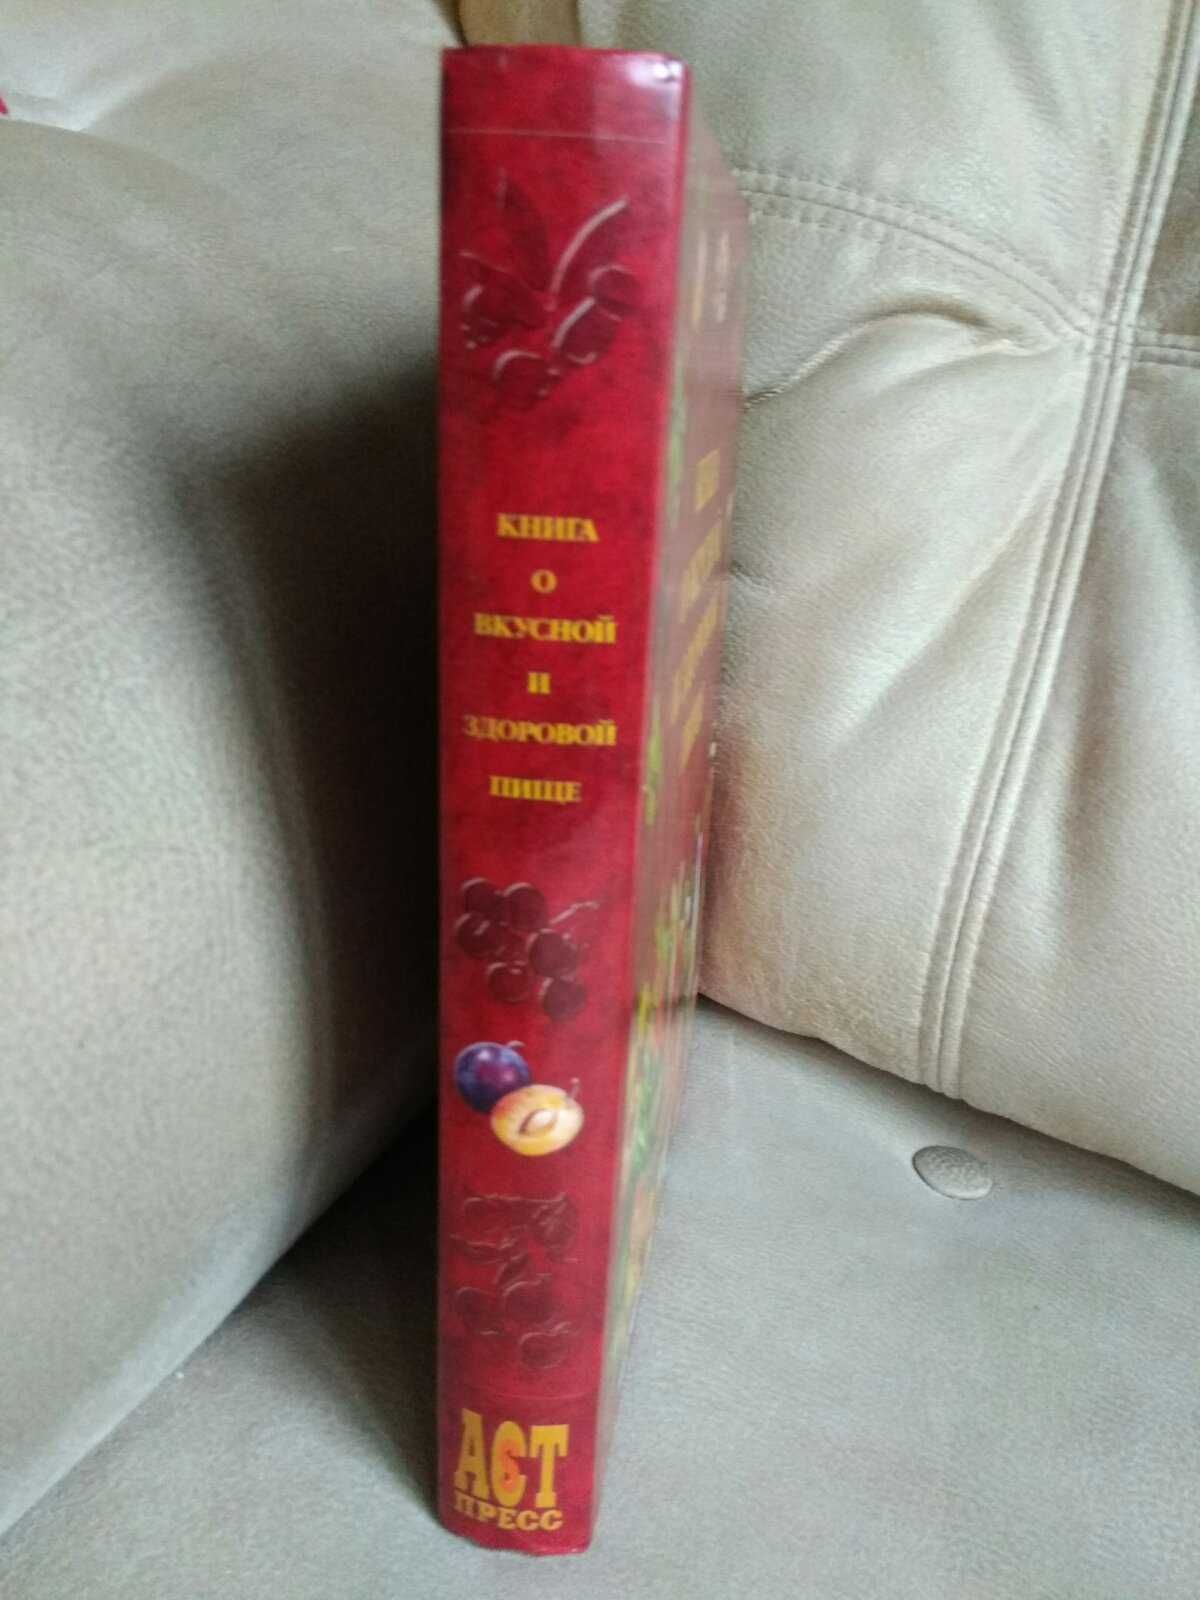 КНИГА
О
ВКУСНОЙ
И
ЗДОРОВОЙ
ПИЩЕ
АСТ
ПРЕСС